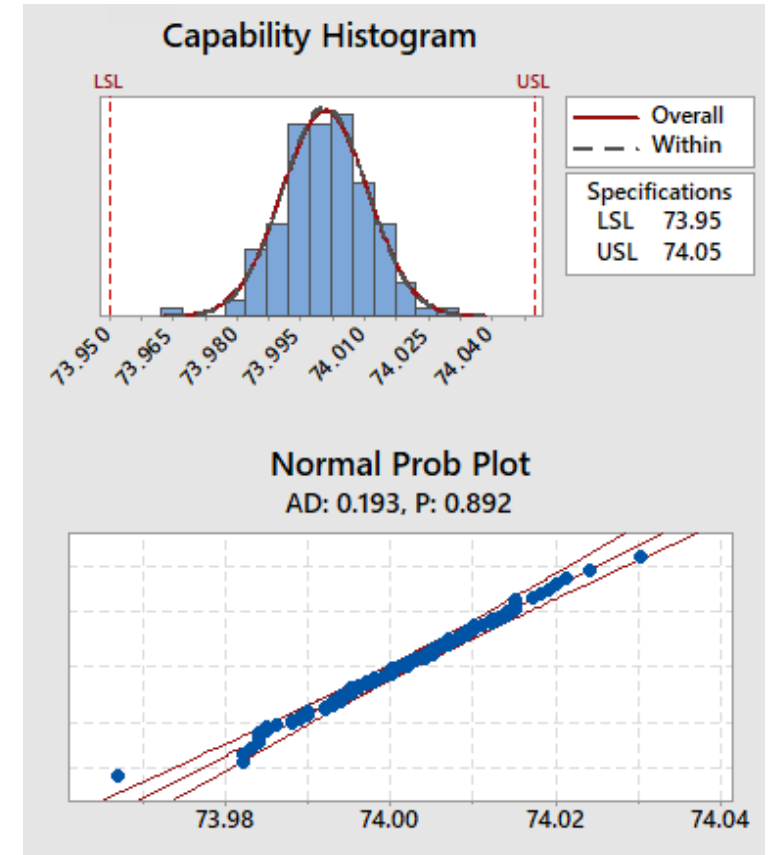 Capability Histogram
LSL USL
Overall
Within
Specifications
LSL 73.95
USL 74.05
73.950 73.965 73.980 73.995 74.010 74.025 74.040
Normal Prob Plot
AD: 0.193, P: 0.892
73.98 74.00 74.02 74.04